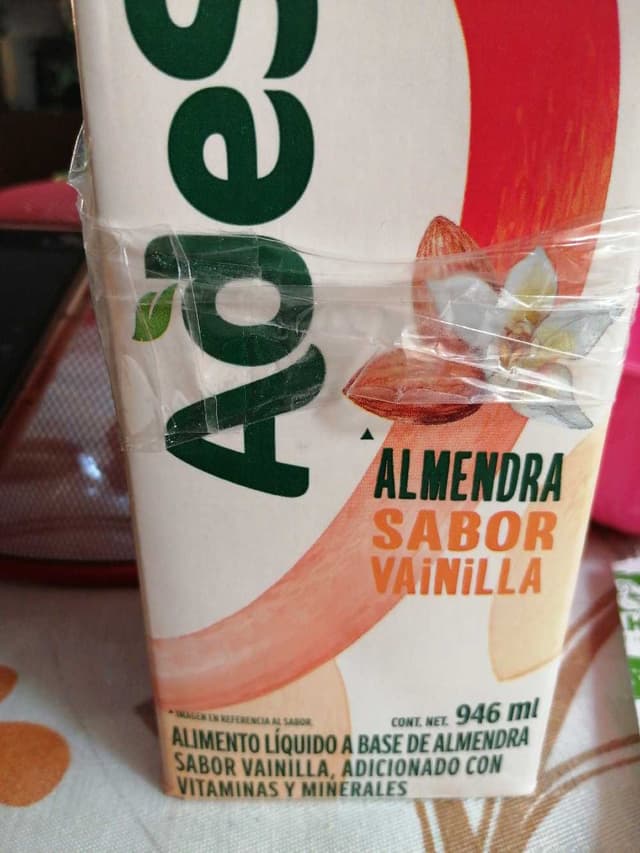 AdeS
ALMENDRA
SABOR
VAINILLA
* IMAGEN EN REFERENCIA AL SABOR.
CONT. NET. 946 ml
ALIMENTO LÍQUIDO A BASE DE ALMENDRA
SABOR VAINILLA, ADICIONADO CON
VITAMINAS Y MINERALES